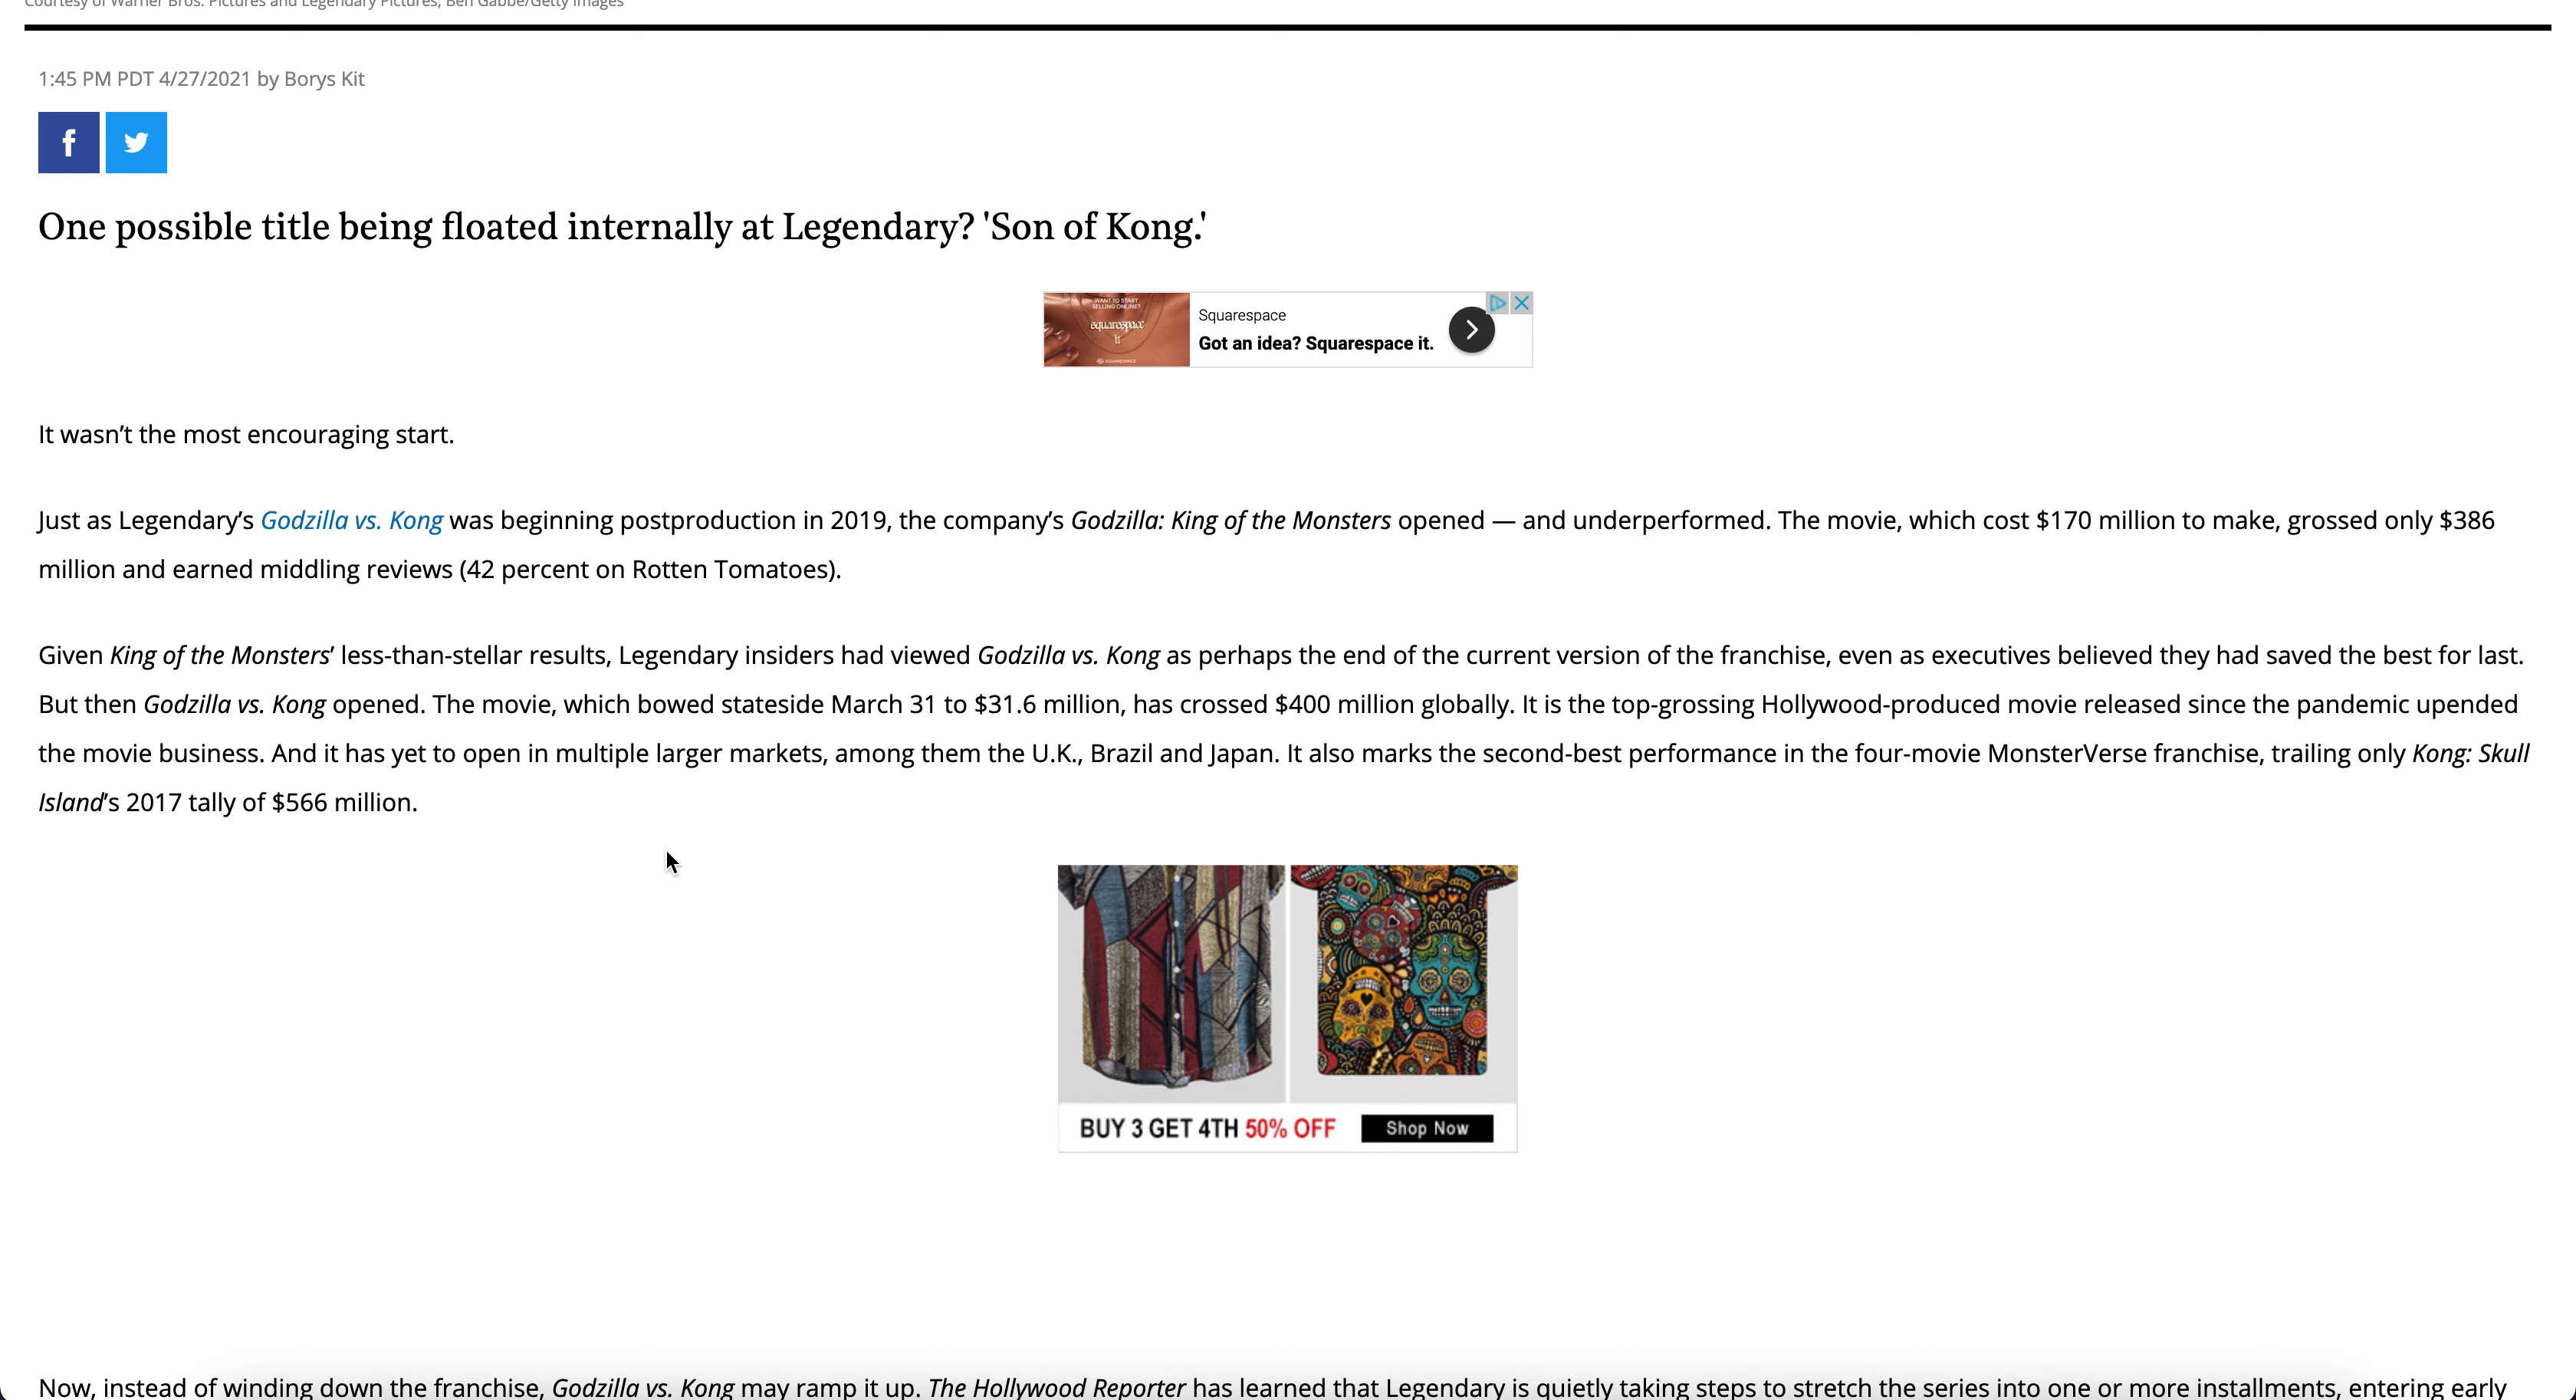 Courtesy of Warner Bros. Pictures and Legendary Pictures; Ben Gabbe/Getty Images
1:45 PM PDT 4/27/2021 by Borys Kit
One possible title being floated internally at Legendary? 'Son of Kong.'
WANT TO START
SELLING ONLINE?
squarespace
it
SQUARESPACE
Squarespace
Got an idea? Squarespace it.
It wasn’t the most encouraging start.
Just as Legendary’s Godzilla vs. Kong was beginning postproduction in 2019, the company’s Godzilla: King of the Monsters opened — and underperformed. The movie, which cost $170 million to make, grossed only $386
million and earned middling reviews (42 percent on Rotten Tomatoes).
Given King of the Monsters’ less-than-stellar results, Legendary insiders had viewed Godzilla vs. Kong as perhaps the end of the current version of the franchise, even as executives believed they had saved the best for last.
But then Godzilla vs. Kong opened. The movie, which bowed stateside March 31 to $31.6 million, has crossed $400 million globally. It is the top-grossing Hollywood-produced movie released since the pandemic upended
the movie business. And it has yet to open in multiple larger markets, among them the U.K., Brazil and Japan. It also marks the second-best performance in the four-movie MonsterVerse franchise, trailing only Kong: Skull
Island’s 2017 tally of $566 million.
BUY 3 GET 4TH 50% OFF
Shop Now
Now, instead of winding down the franchise, Godzilla vs. Kong may ramp it up. The Hollywood Reporter has learned that Legendary is quietly taking steps to stretch the series into one or more installments, entering early